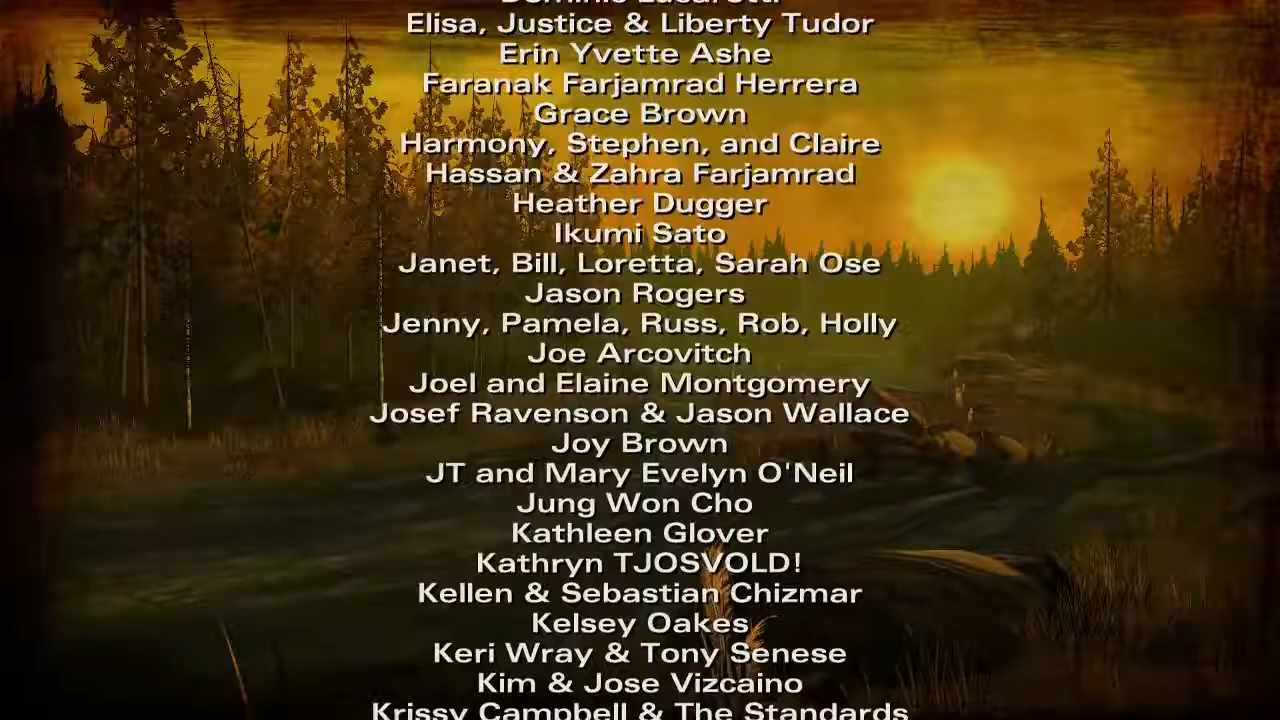 Elisa, Justice & Liberty Tudor
Erin Yvette Ashe
Faranak Farjamrad Herrera
Grace Brown
Harmony, Stephen, and Claire
Hassan & Zahra Farjamrad
Heather Dugger
Ikumi Sato
Janet, Bill, Loretta, Sarah Ose
Jason Rogers
Jenny, Pamela, Russ, Rob, Holly
Joe Arcovitch
Joel and Elaine Montgomery
Josef Ravenson & Jason Wallace
Joy Brown
JT and Mary Evelyn O'Neil
Jung Won Cho
Kathleen Glover
Kathryn TJOSVOLD!
Kellen & Sebastian Chizmar
Kelsey Oakes
Keri Wray & Tony Senese
Kim & Jose Vizcaino
Krissy Campbell & The Standards